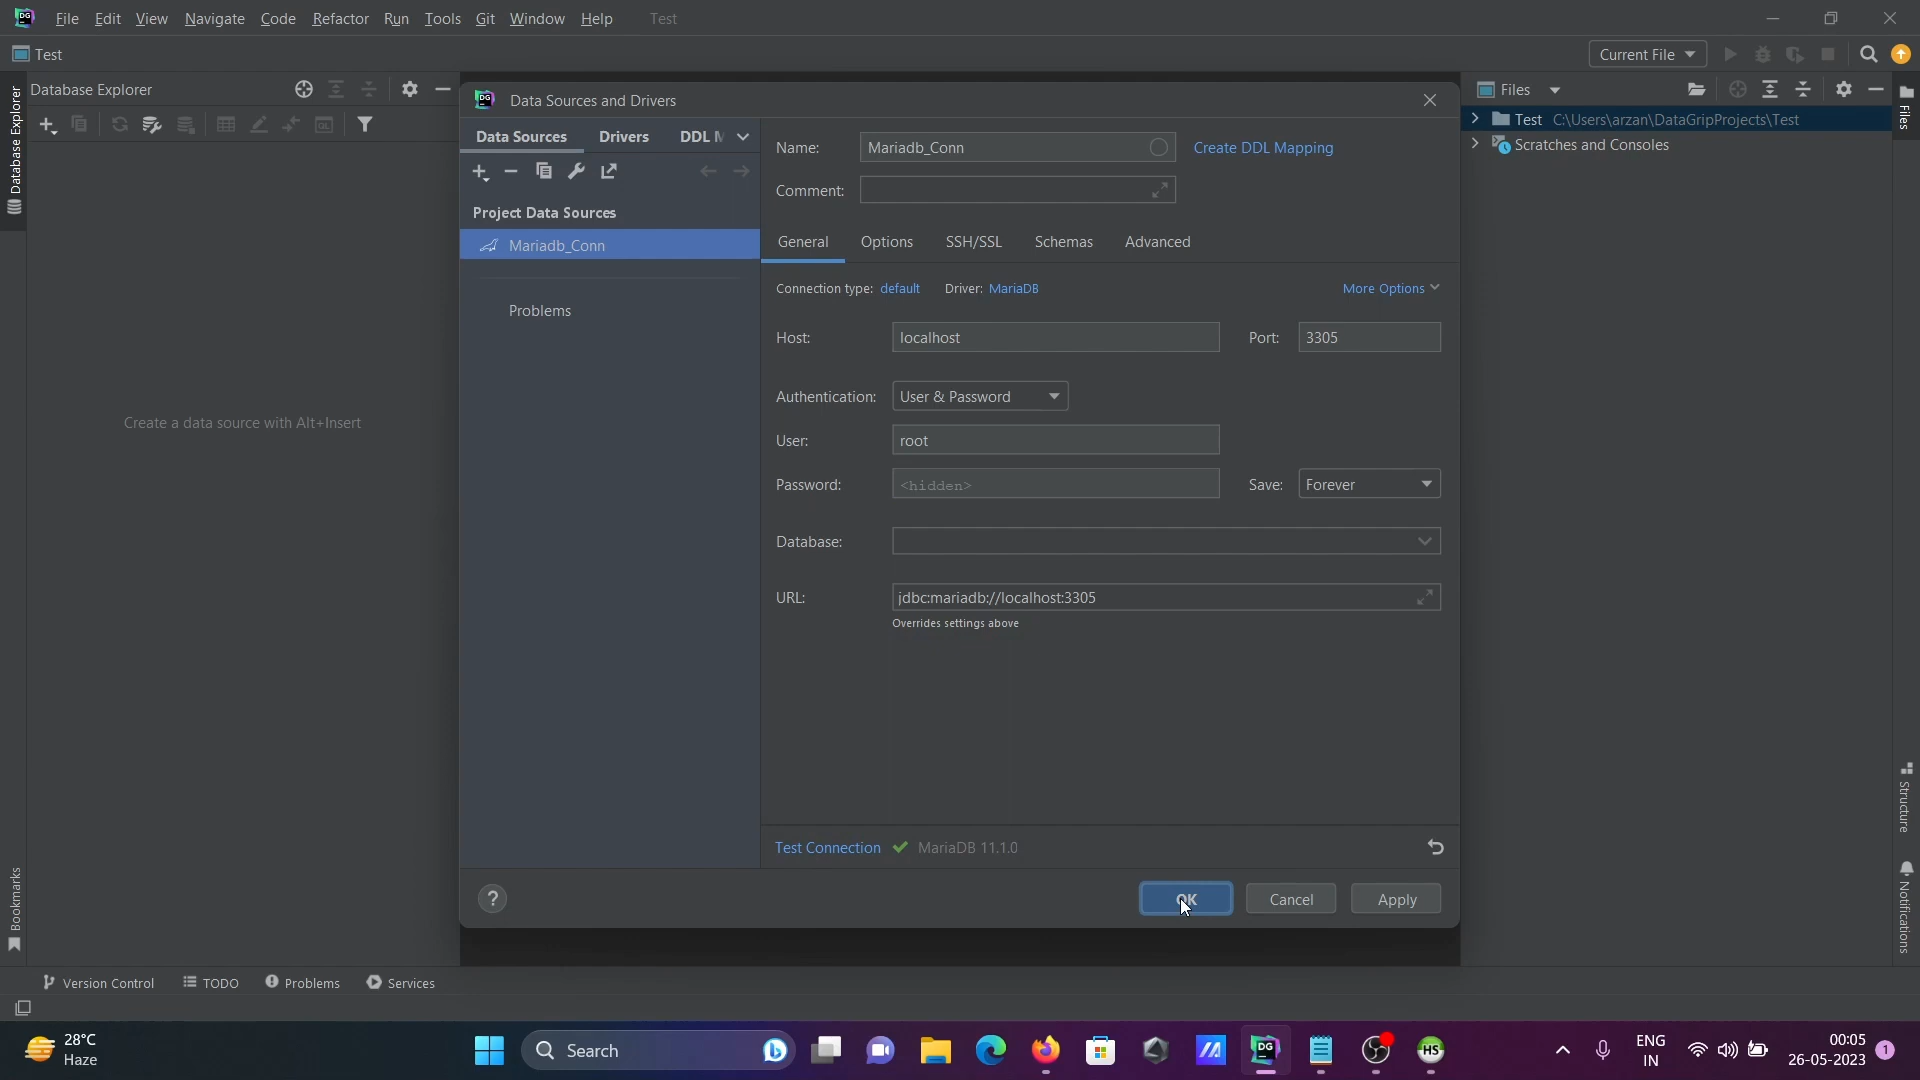 DG File Edit View Navigate Code Refactor Run Tools Git Window Help Test
Test
Current File
Database Explorer
Database Explorer
Create a data source with Alt+Insert
Bookmarks
DG Data Sources and Drivers
Data Sources Drivers DDL M
Project Data Sources
Mariadb_Conn
Problems
Name: Mariadb_Conn Create DDL Mapping
Comment:
General Options SSH/SSL Schemas Advanced
Connection type: default Driver: MariaDB More Options
Host: localhost Port: 3305
Authentication: User & Password
User: root
Password: <hidden> Save: Forever
Database:
URL: jdbc:mariadb://localhost:3305
Overrides settings above
Test Connection MariaDB 11.1.0
? OK Cancel Apply
Files
Test C:\Users\arzan\DataGripProjects\Test
Scratches and Consoles
Files
Structure
Notifications
Version Control TODO Problems Services
28°C
Haze
Search
DG
HS
ENG
IN
00:05
26-05-2023
1